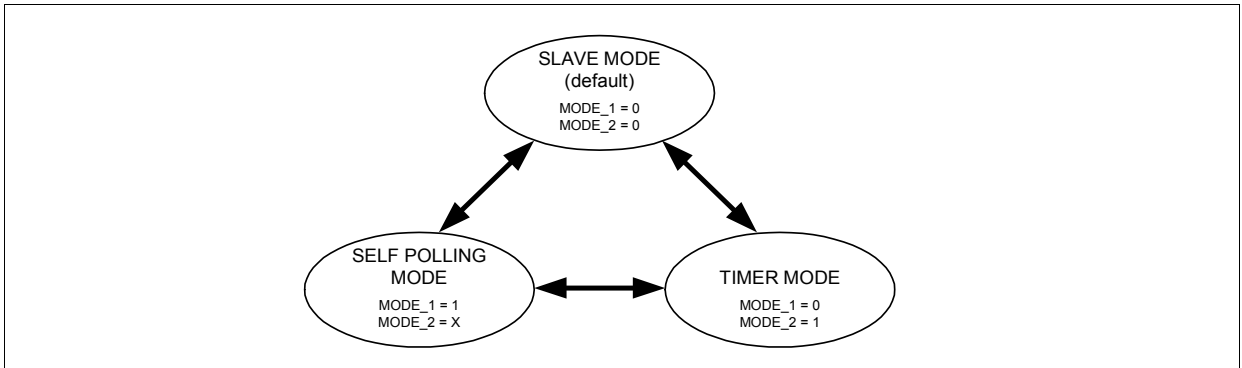 SLAVE MODE
(default)
MODE_1 = 0
MODE_2 = 0
SELF POLLING
MODE
MODE_1 = 1
MODE_2 = X
TIMER MODE
MODE_1 = 0
MODE_2 = 1